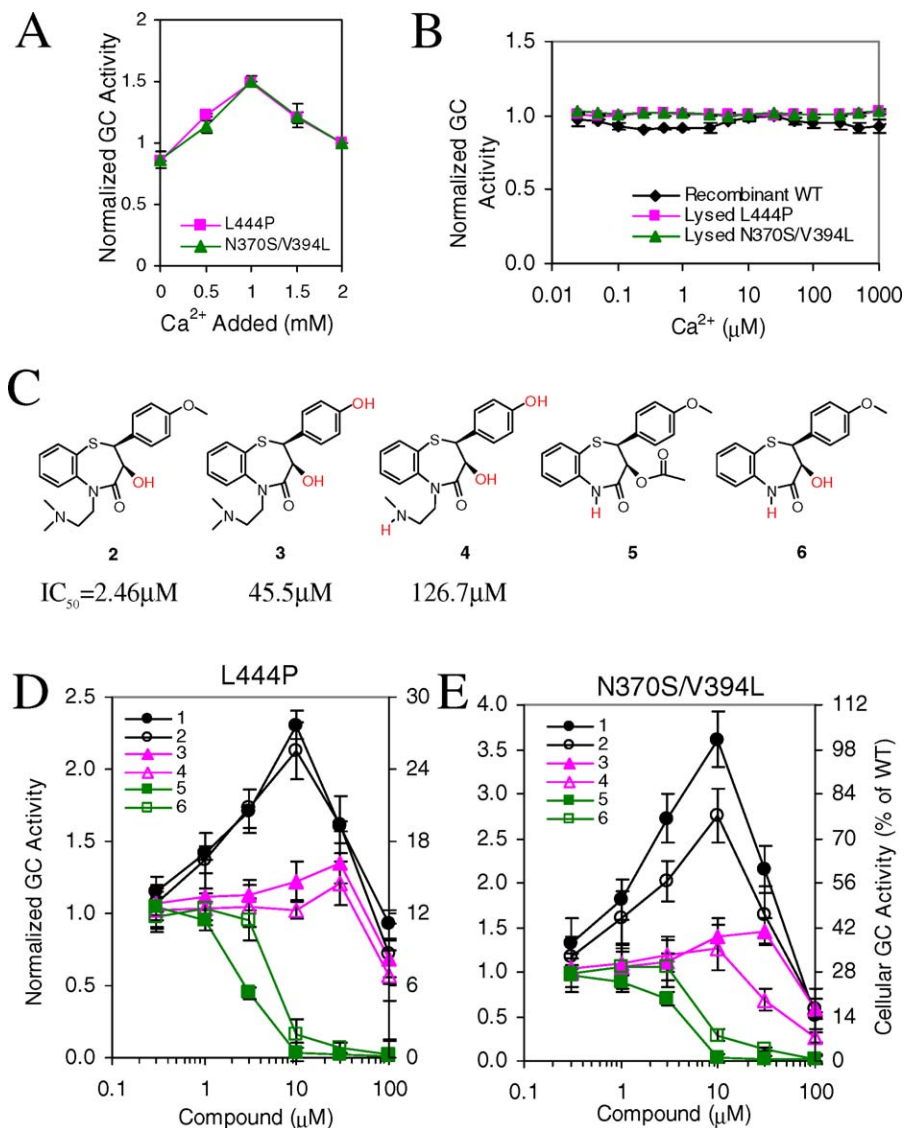 A
Normalized GC Activity
2
1.5
1
0.5
0
L444P
N370S/V394L
0 0.5 1 1.5 2
Ca2+ Added (mM)
B
Normalized GC
Activity
1.5
1.0
0.5
0.0
Recombinant WT
Lysed L444P
Lysed N370S/V394L
0.01 0.1 1 10 100 1000
Ca2+ (μM)
C
S O OH N O N
2
IC50=2.46μM
S OH OH N O N
3
45.5μM
S OH OH N O N H
4
126.7μM
S O O O N H O
5
S O OH N H O
6
D
L444P
Normalized GC Activity
2.5
2.0
1.5
1.0
0.5
0.0
1
2
3
4
5
6
30
24
18
12
6
0
0.1 1 10 100
Compound (μM)
E
N370S/V394L
4.0
3.5
3.0
2.5
2.0
1.5
1.0
0.5
0.0
1
2
3
4
5
6
112
98
84
70
56
42
28
14
0
Cellular GC Activity (% of WT)
0.1 1 10 100
Compound (μM)